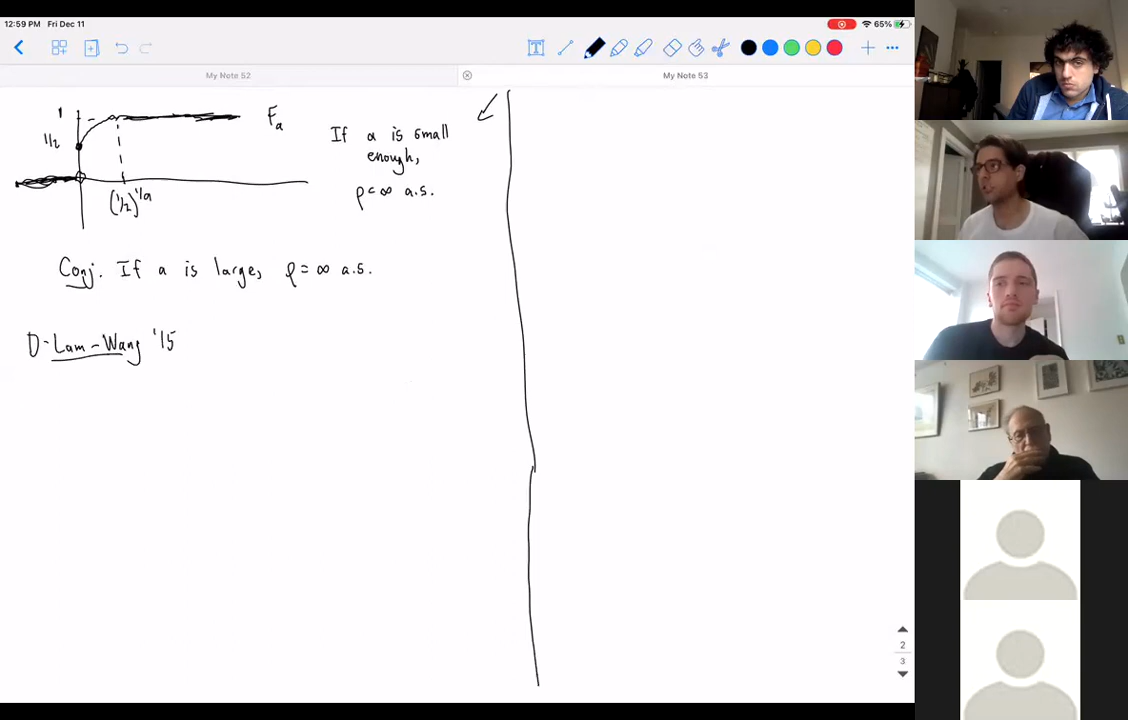 12:59 PM Fri Dec 11
65%
My Note 52
My Note 53
1
1/2
(1/2)^1/a
Fa
If a is small
enough,
ρ=∞ a.s.
Conj. If a is large, ρ=∞ a.s.
D-Lam-Wang '15
2
3